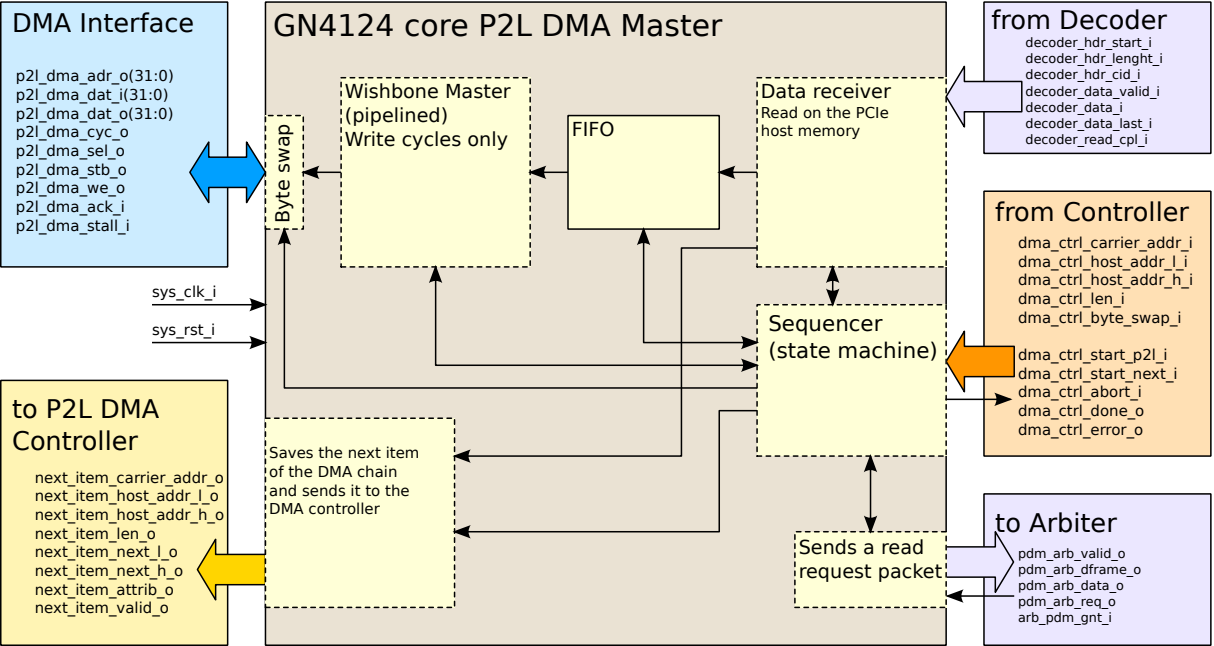 DMA Interface
p2l_dma_adr_o(31:0)
p2l_dma_dat_i(31:0)
p2l_dma_dat_o(31:0)
p2l_dma_cyc_o
p2l_dma_sel_o
p2l_dma_stb_o
p2l_dma_we_o
p2l_dma_ack_i
p2l_dma_stall_i
sys_clk_i
sys_rst_i
to P2L DMA
Controller
next_item_carrier_addr_o
next_item_host_addr_l_o
next_item_host_addr_h_o
next_item_len_o
next_item_next_l_o
next_item_next_h_o
next_item_attrib_o
next_item_valid_o
GN4124 core P2L DMA Master
Byte swap
Wishbone Master
(pipelined)
Write cycles only
FIFO
Data receiver
Read on the PCIe
host memory
Sequencer
(state machine)
Saves the next item
of the DMA chain
and sends it to the
DMA controller
Sends a read
request packet
from Decoder
decoder_hdr_start_i
decoder_hdr_lenght_i
decoder_hdr_cid_i
decoder_data_valid_i
decoder_data_i
decoder_data_last_i
decoder_read_cpl_i
from Controller
dma_ctrl_carrier_addr_i
dma_ctrl_host_addr_l_i
dma_ctrl_host_addr_h_i
dma_ctrl_len_i
dma_ctrl_byte_swap_i
dma_ctrl_start_p2l_i
dma_ctrl_start_next_i
dma_ctrl_abort_i
dma_ctrl_done_o
dma_ctrl_error_o
to Arbiter
pdm_arb_valid_o
pdm_arb_dframe_o
pdm_arb_data_o
pdm_arb_req_o
arb_pdm_gnt_i